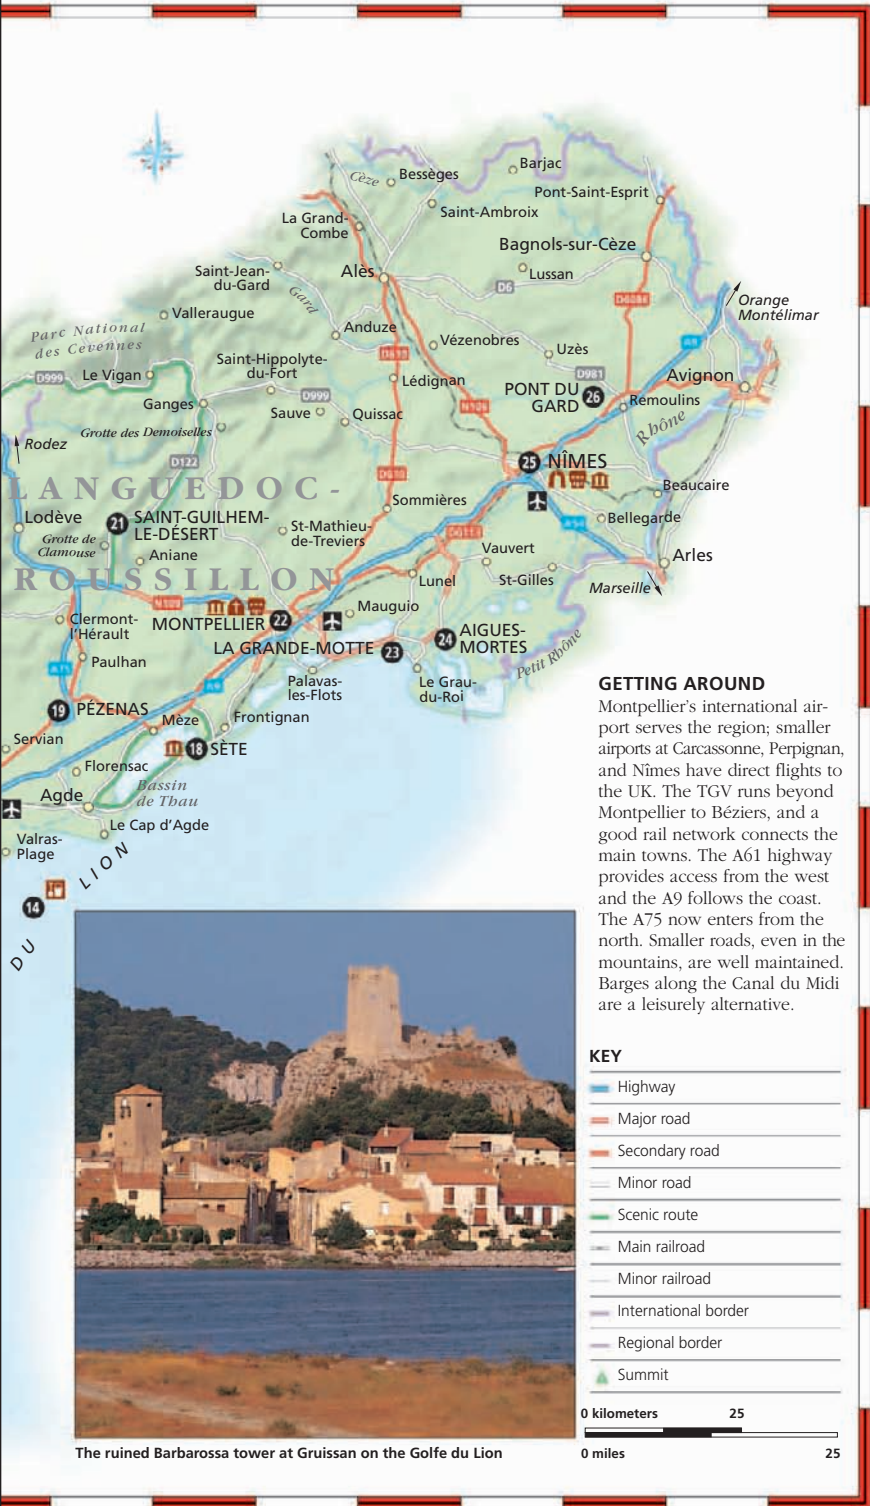 Barjac
Bessèges
Cèze
Pont-Saint-Esprit
Saint-Ambroix
La Grand-
Combe
Bagnols-sur-Cèze
Saint-Jean-
du-Gard
Alès
Lussan
Gard
D6
D6086
Orange
Montélimar
Valleraugue
Parc National
des Cevennes
Anduze
Vézenobres
Uzès
A9
Saint-Hippolyte-
du-Fort
D999
Le Vigan
Lédignan
D981
Avignon
PONT DU
GARD
26
Remoulins
Ganges
D999
Sauve
Quissac
N106
Rhône
Grotte des Demoiselles
Rodez
D122
25
NÎMES
LANGUEDOC-
Sommières
Beaucaire
Lodève
21
SAINT-GUILHEM-
LE-DÉSERT
St-Mathieu-
de-Treviers
Bellegarde
A54
Grotte de
Clamouse
Aniane
Vauvert
Arles
ROUSSILLON
Lunel
St-Gilles
Marseille
N109
Mauguio
Clermont-
l'Hérault
MONTPELLIER
22
LA GRANDE-MOTTE
23
24
AIGUES-
MORTES
Paulhan
A75
Petit Rhône
A9
Palavas-
les-Flots
Le Grau-
du-Roi
19
PÉZENAS
Mèze
Frontignan
Servian
18
SÈTE
Florensac
Bassin
de Thau
Agde
Le Cap d'Agde
Valras-
Plage
14
DU
LION
GETTING AROUND
Montpellier's international air-
port serves the region; smaller
airports at Carcassonne, Perpignan,
and Nîmes have direct flights to
the UK. The TGV runs beyond
Montpellier to Béziers, and a
good rail network connects the
main towns. The A61 highway
provides access from the west
and the A9 follows the coast.
The A75 now enters from the
north. Smaller roads, even in the
mountains, are well maintained.
Barges along the Canal du Midi
are a leisurely alternative.
KEY
Highway
Major road
Secondary road
Minor road
Scenic route
Main railroad
Minor railroad
International border
Regional border
Summit
0 kilometers 25
0 miles 25
The ruined Barbarossa tower at Gruissan on the Golfe du Lion